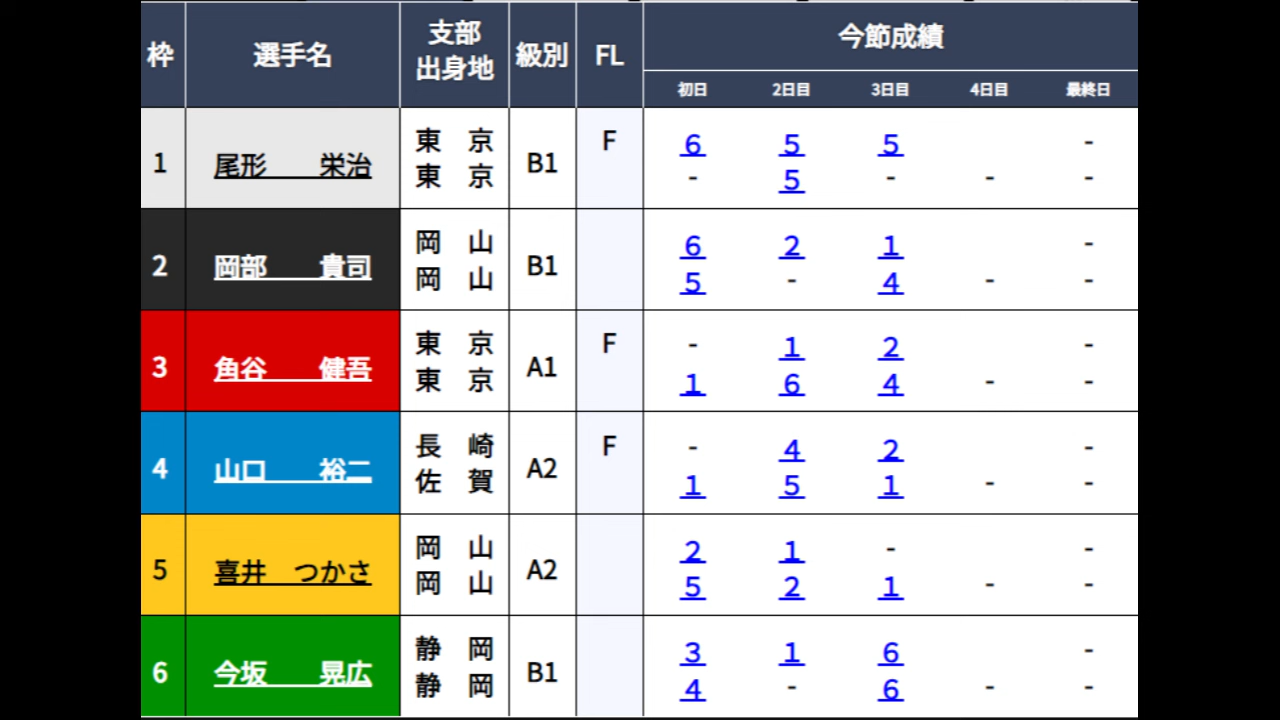 枠 選手名 支部 出身地 級別 FL 今節成績
初日 2日目 3日目 4日目 最終日
1 尾形 栄治 東 京 B1 F 6 5 5 -
東 京 - 5 - - -
2 岡部 貴司 岡 山 B1 6 2 1 -
岡 山 5 - 4 - -
3 角谷 健吾 東 京 A1 F - 1 2 -
東 京 1 6 4 - -
4 山口 裕二 長 崎 A2 F - 4 2 -
佐 賀 1 5 1 - -
5 喜井 つかさ 岡 山 A2 2 1 - -
岡 山 5 2 1 - -
6 今坂 晃広 静 岡 B1 3 1 6 -
静 岡 4 - 6 - -